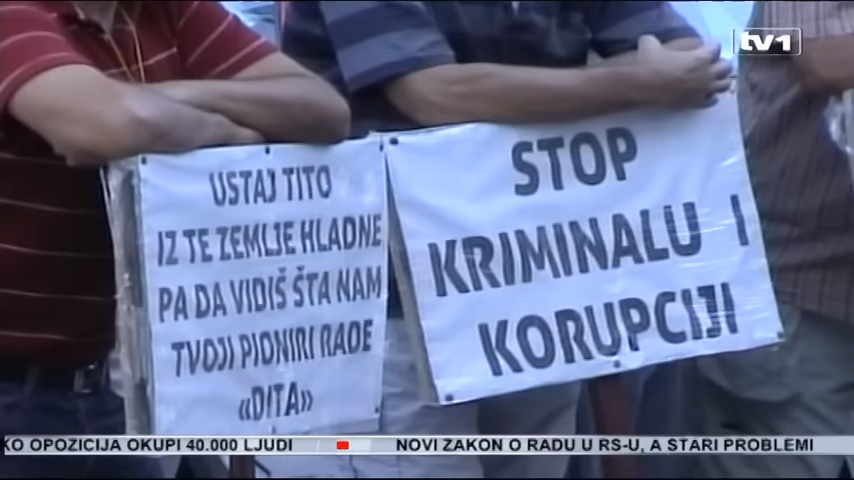 tv1
USTAJ TITO
IZ TE ZEMLJE HLADNE
PA DA VIDIŠ ŠTA NAM
TVOJI PIONIRI RADE
«DITA»
STOP
KRIMINALU I
KORUPCIJI
KO OPOZICIJA OKUPI 40.000 LJUDI
NOVI ZAKON O RADU U RS-U, A STARI PROBLEMI